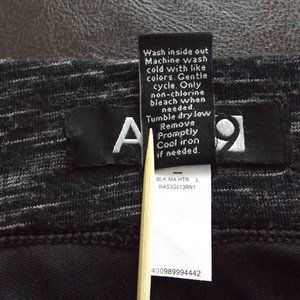 Wash inside out
Machine wash
cold with like
colors. Gentle
cycle. Only
non-chlorine
bleach when
needed.
Tumble dry low
Remove
Promptly
Cool iron
if needed.
A
9
BLK MA HTR L
WA53G013RN1
400989994442